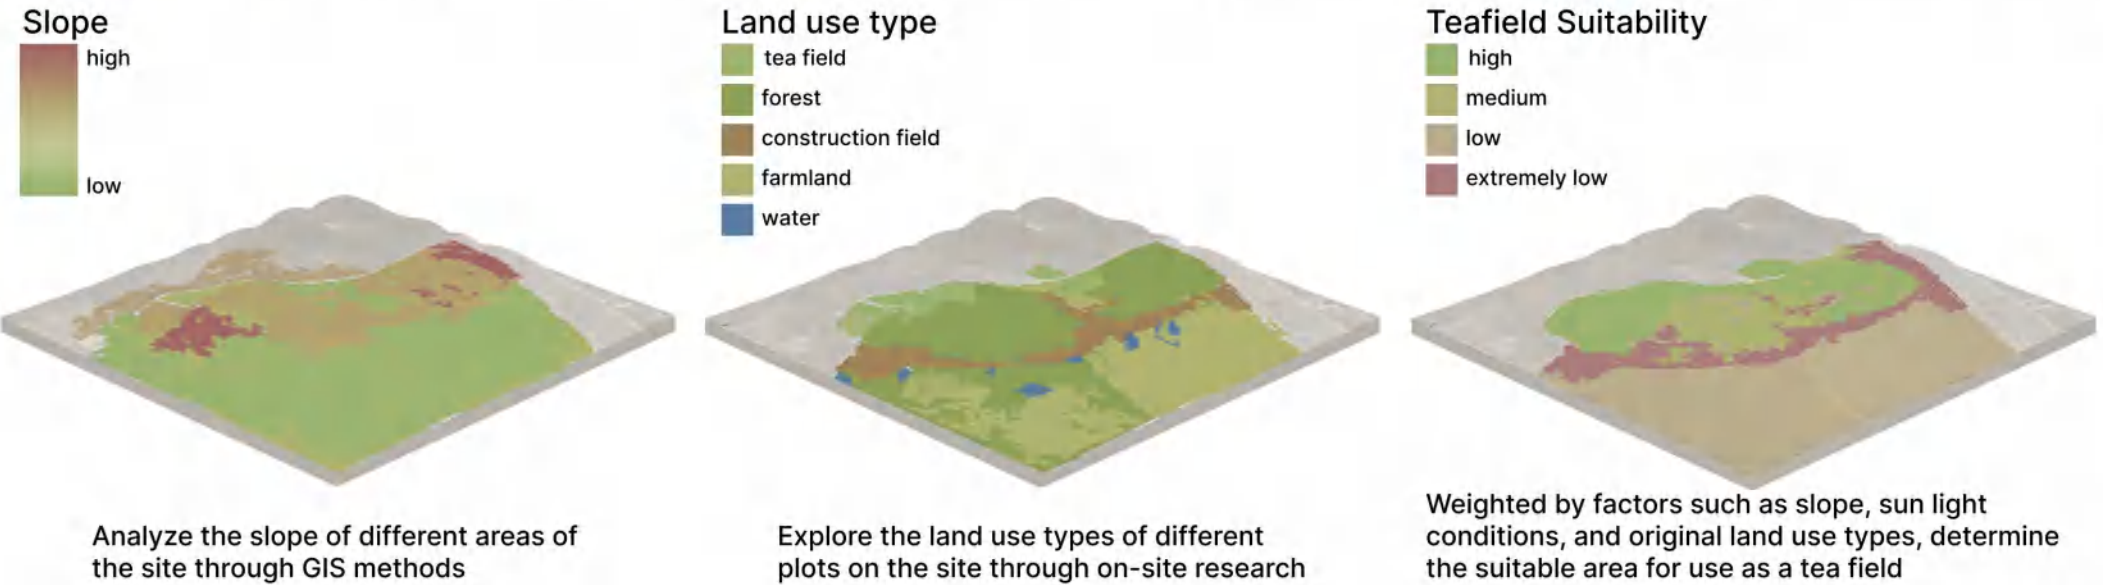 Slope
high
low
Analyze the slope of different areas of
the site through GIS methods
Land use type
tea field
forest
construction field
farmland
water
Explore the land use types of different
plots on the site through on-site research
Teafield Suitability
high
medium
low
extremely low
Weighted by factors such as slope, sun light
conditions, and original land use types, determine
the suitable area for use as a tea field